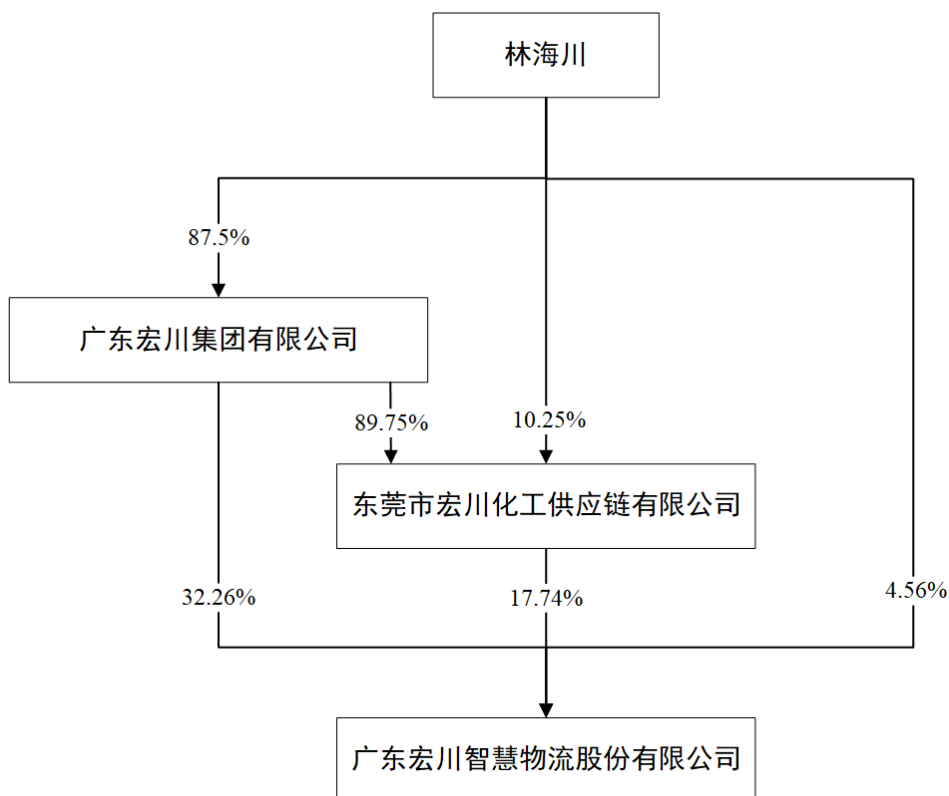 林海川
87.5%
广东宏川集团有限公司
89.75%
10.25%
东莞市宏川化工供应链有限公司
32.26%
17.74%
4.56%
广东宏川智慧物流股份有限公司